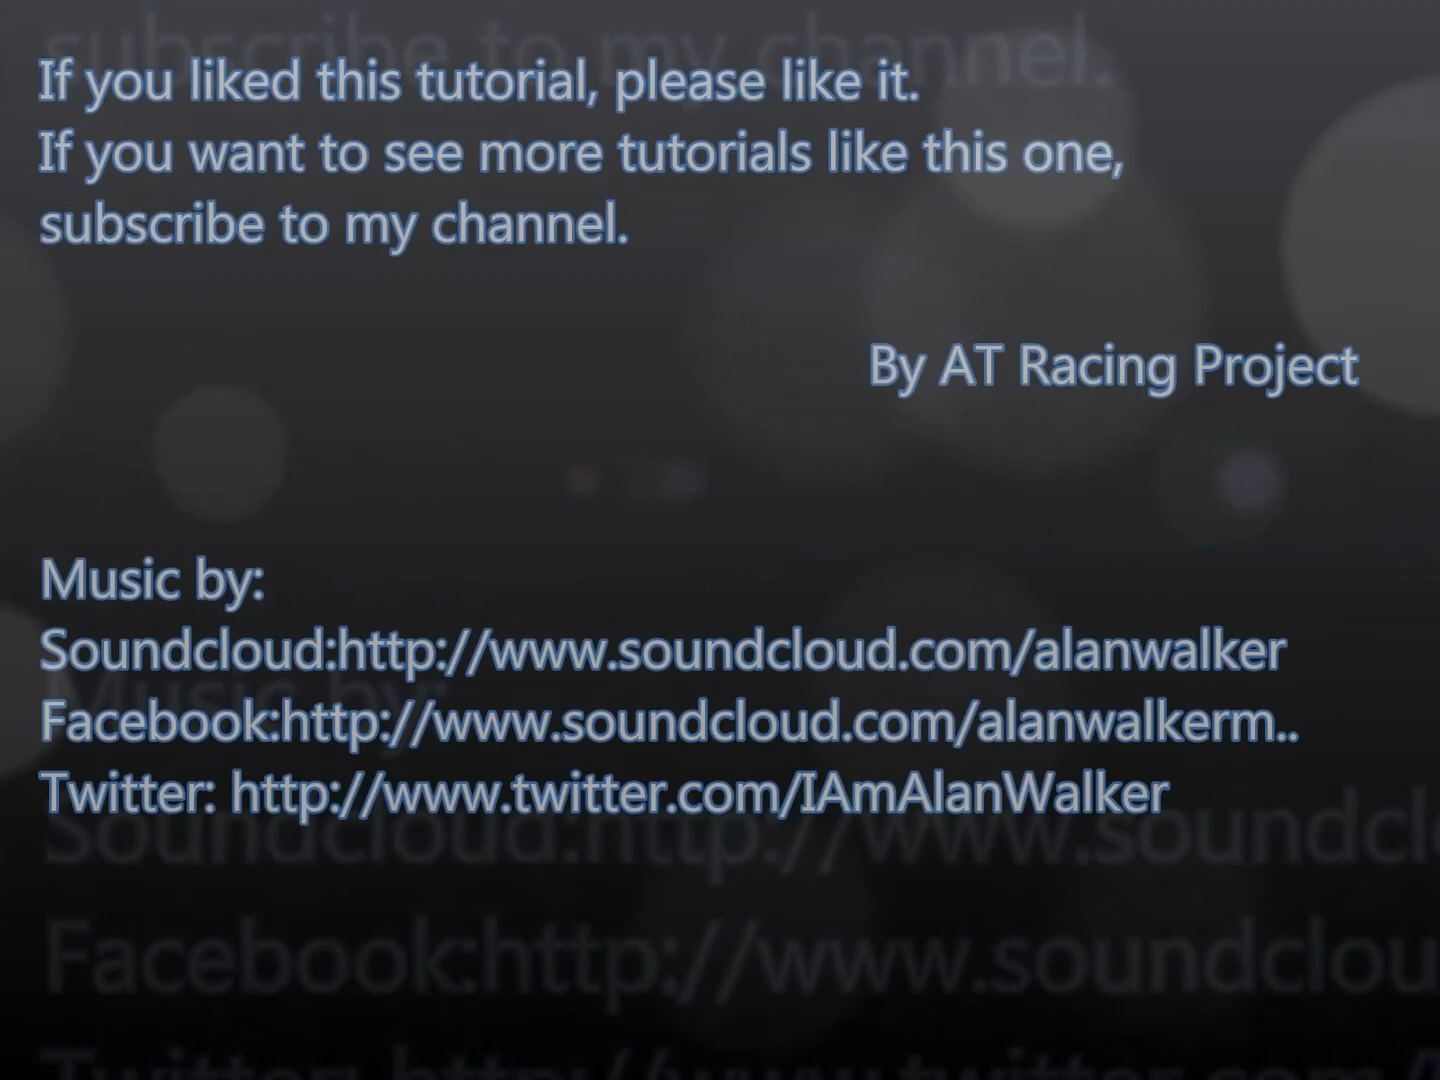 If you liked this tutorial, please like it.
If you want to see more tutorials like this one,
subscribe to my channel.
By AT Racing Project
Music by:
Soundcloud:http://www.soundcloud.com/alanwalker
Facebook:http://www.soundcloud.com/alanwalkerm..
Twitter: http://www.twitter.com/IAmAlanWalker